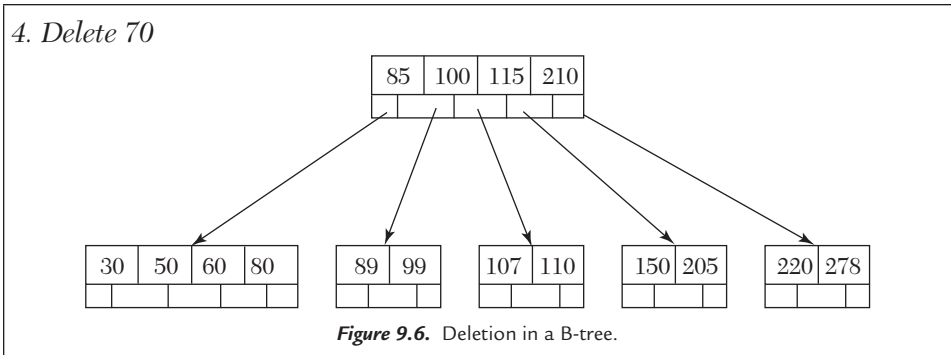 4. Delete 70
85 100 115 210
30 50 60 80 89 99 107 110 150 205 220 278
Figure 9.6. Deletion in a B-tree.